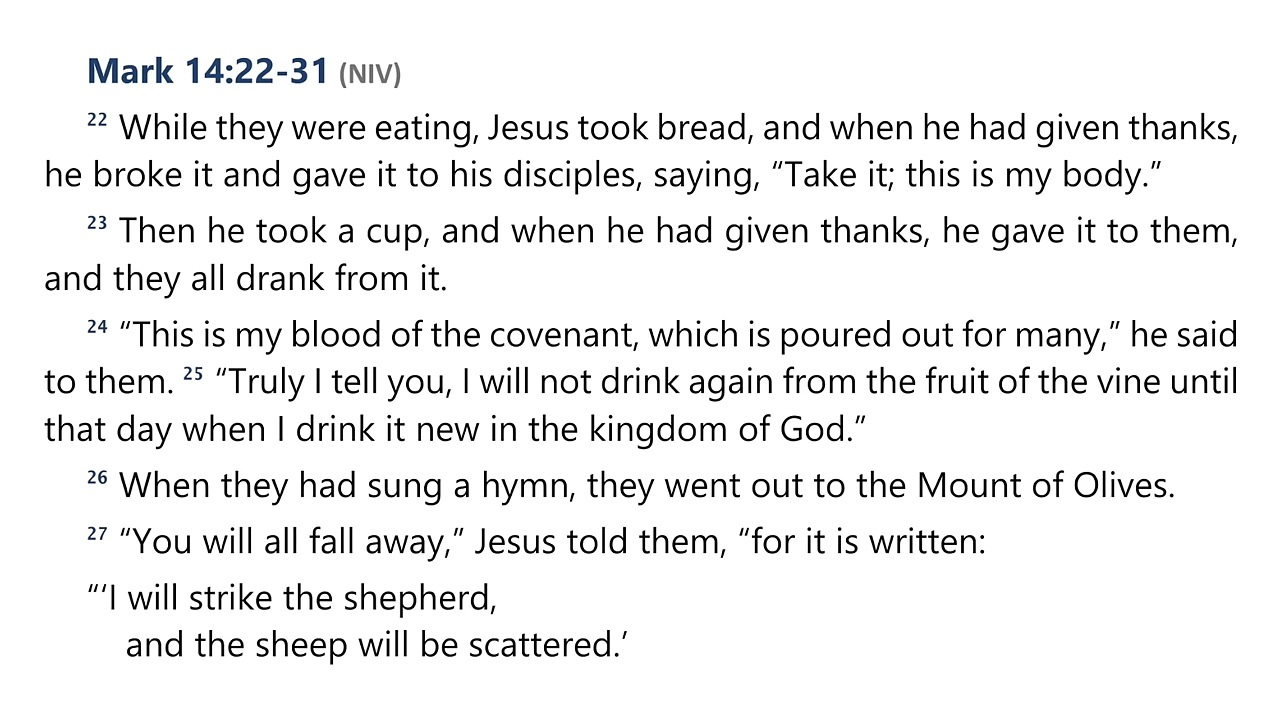 Mark 14:22-31 (NIV)
22 While they were eating, Jesus took bread, and when he had given thanks,
he broke it and gave it to his disciples, saying, “Take it; this is my body.”
23 Then he took a cup, and when he had given thanks, he gave it to them,
and they all drank from it.
24 “This is my blood of the covenant, which is poured out for many,” he said
to them. 25 “Truly I tell you, I will not drink again from the fruit of the vine until
that day when I drink it new in the kingdom of God.”
26 When they had sung a hymn, they went out to the Mount of Olives.
27 “You will all fall away,” Jesus told them, “for it is written:
“‘I will strike the shepherd,
and the sheep will be scattered.’